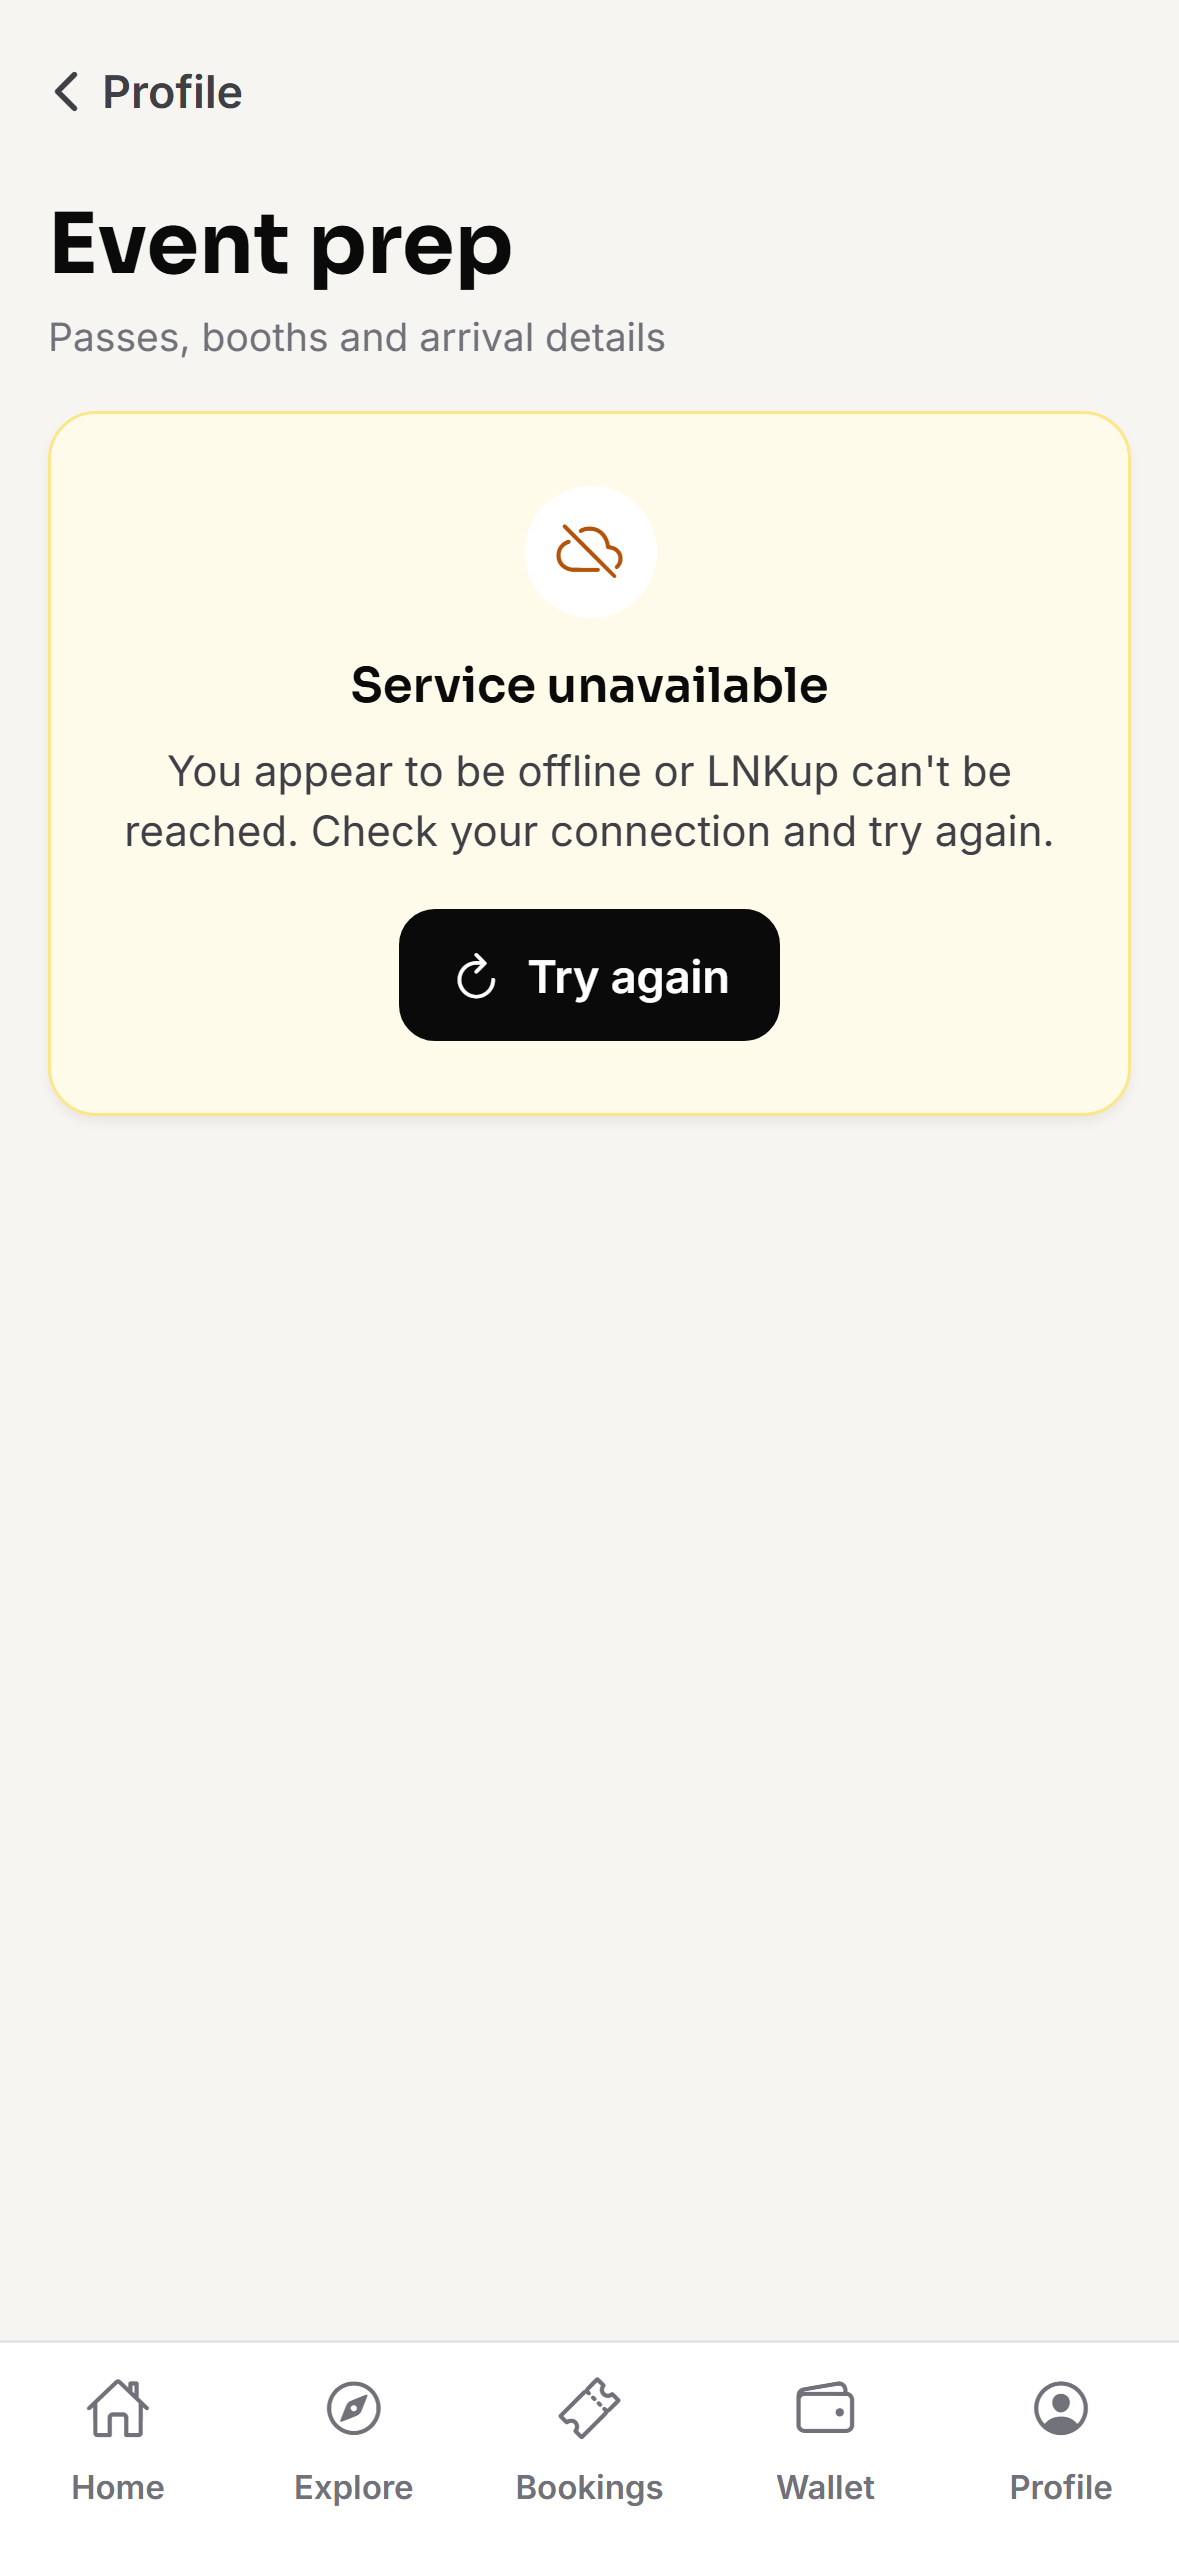 Profile
Event prep
Passes, booths and arrival details
Service unavailable
You appear to be offline or LNKup can't be
reached. Check your connection and try again.
Try again
Home
Explore
Bookings
Wallet
Profile